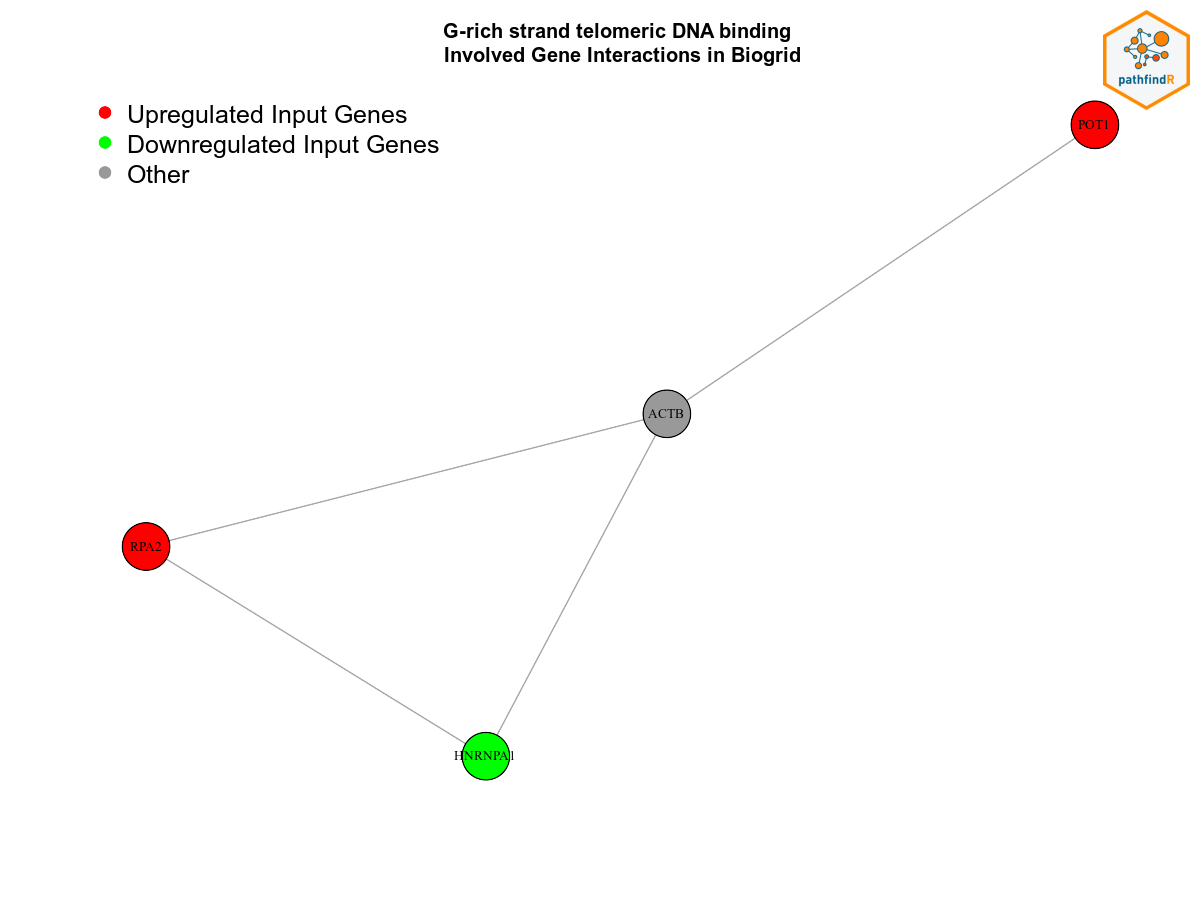 G-rich strand telomeric DNA binding
Involved Gene Interactions in Biogrid
pathfindR
Upregulated Input Genes
Downregulated Input Genes
Other
POT1
ACTB
RPA2
HNRNPA1